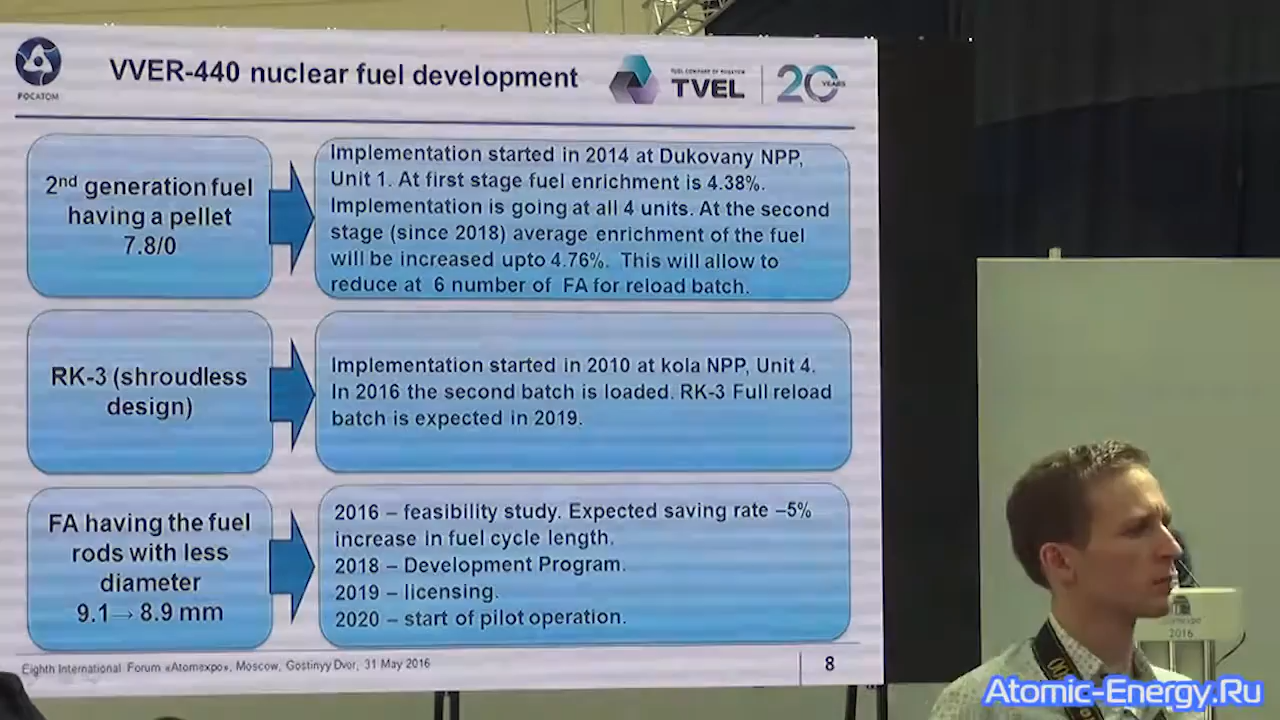 РОСАТОМ
VVER-440 nuclear fuel development
FUEL COMPANY OF ROSATOM
TVEL
20 YEARS
2nd generation fuel
having a pellet
7.8/0
Implementation started in 2014 at Dukovany NPP,
Unit 1. At first stage fuel enrichment is 4.38%.
Implementation is going at all 4 units. At the second
stage (since 2018) average enrichment of the fuel
will be increased upto 4.76%. This will allow to
reduce at 6 number of FA for reload batch.
RK-3 (shroudless
design)
Implementation started in 2010 at kola NPP, Unit 4.
In 2016 the second batch is loaded. RK-3 Full reload
batch is expected in 2019.
FA having the fuel
rods with less
diameter
9.1→8.9 mm
2016 – feasibility study. Expected saving rate –5%
increase in fuel cycle length.
2018 – Development Program.
2019 – licensing.
2020 – start of pilot operation.
Eighth International Forum «Atomexpo», Moscow, Gostinyy Dvor, 31 May 2016
8
2016
Atomic-Energy.Ru